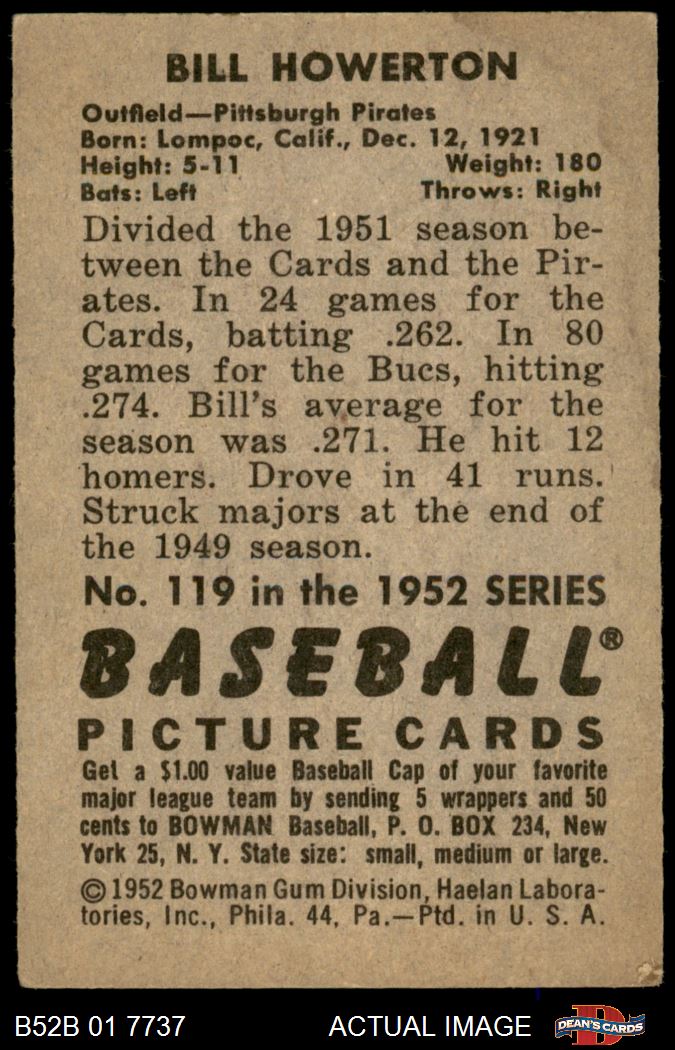 BILL HOWERTON
Outfield—Pittsburgh Pirates
Born: Lompoc, Calif., Dec. 12, 1921
Height: 5-11 Weight: 180
Bats: Left Throws: Right
Divided the 1951 season be-
tween the Cards and the Pir-
ates. In 24 games for the
Cards, batting .262. In 80
games for the Bucs, hitting
.274. Bill's average for the
season was .271. He hit 12
homers. Drove in 41 runs.
Struck majors at the end of
the 1949 season.
No. 119 in the 1952 SERIES
BASEBALL®
PICTURE CARDS
Get a $1.00 value Baseball Cap of your favorite
major league team by sending 5 wrappers and 50
cents to BOWMAN Baseball, P. O. BOX 234, New
York 25, N. Y. State size: small, medium or large.
© 1952 Bowman Gum Division, Haelan Labora-
tories, Inc., Phila. 44, Pa.—Ptd. in U. S. A.
B52B 01 7737 ACTUAL IMAGE D DEAN'S CARDS